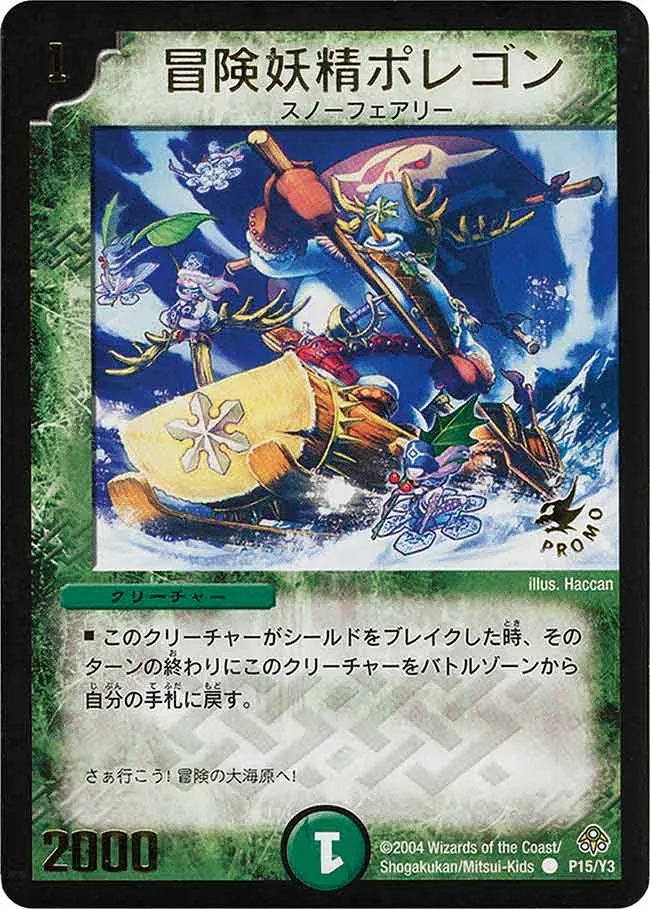 1
冒険妖精ポレゴン
スノーフェアリー
PROMO
illus. Haccan
クリーチャー
■ このクリーチャーがシールドをブレイクした時、その
ターンの終わりにこのクリーチャーをバトルゾーンから
自分の手札に戻す。
さぁ行こう! 冒険の大海原へ!
2000
1
©2004 Wizards of the Coast/
Shogakukan/Mitsui-Kids P15/Y3